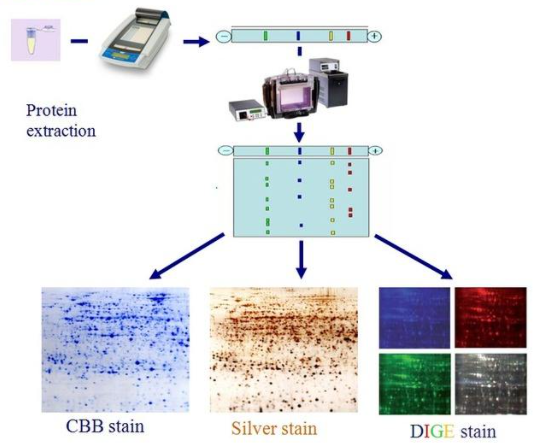 − +
Protein
extraction
− +
CBB stain
Silver stain
DIGE stain